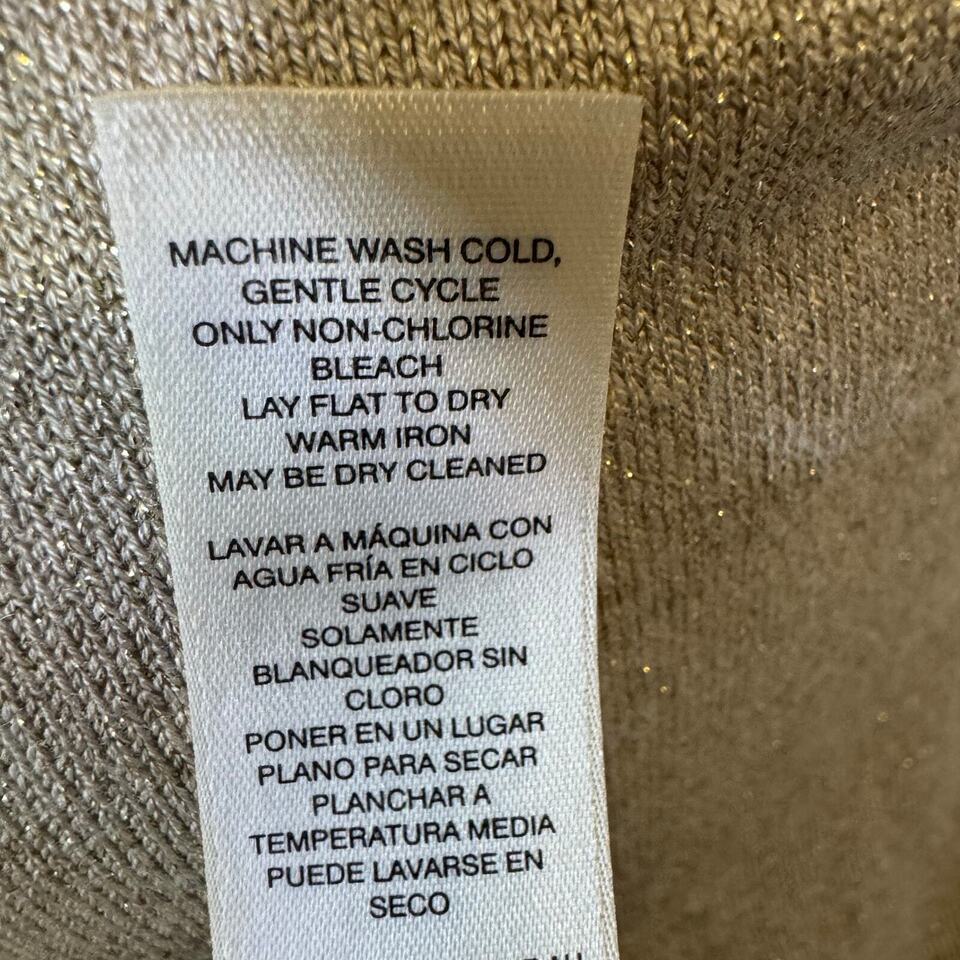 MACHINE WASH COLD,
GENTLE CYCLE
ONLY NON-CHLORINE
BLEACH
LAY FLAT TO DRY
WARM IRON
MAY BE DRY CLEANED
LAVAR A MÁQUINA CON
AGUA FRÍA EN CICLO
SUAVE
SOLAMENTE
BLANQUEADOR SIN
CLORO
PONER EN UN LUGAR
PLANO PARA SECAR
PLANCHAR A
TEMPERATURA MEDIA
PUEDE LAVARSE EN
SECO